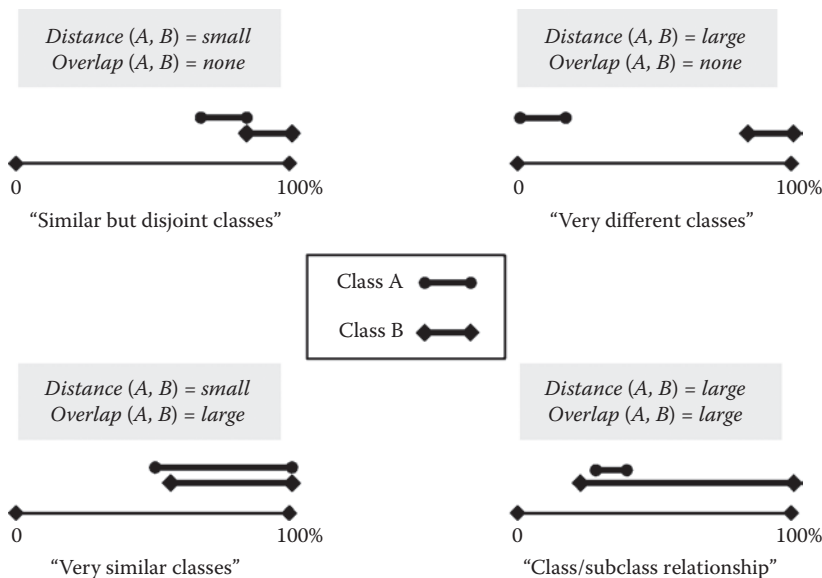 Distance (A, B) = small
Overlap (A, B) = none
0 100%
“Similar but disjoint classes”
Distance (A, B) = large
Overlap (A, B) = none
0 100%
“Very different classes”
Class A
Class B
Distance (A, B) = small
Overlap (A, B) = large
0 100%
“Very similar classes”
Distance (A, B) = large
Overlap (A, B) = large
0 100%
“Class/subclass relationship”